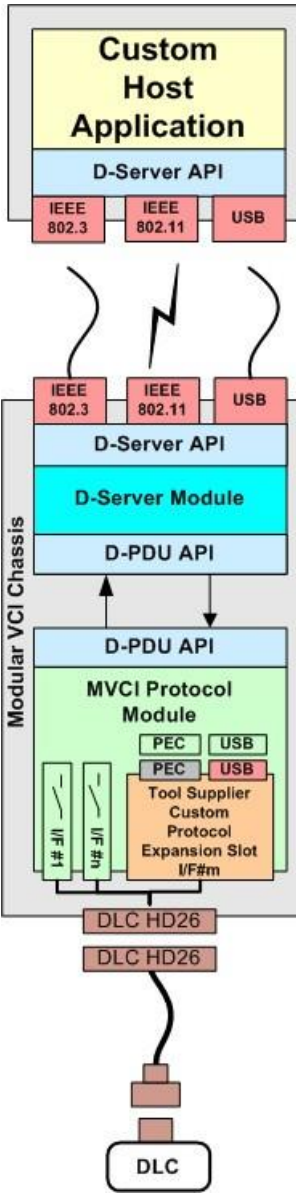 Custom
Host
Application
D-Server API
IEEE
802.3
IEEE
802.11
USB
IEEE
802.3
IEEE
802.11
USB
D-Server API
D-Server Module
D-PDU API
Modular VCI Chassis
D-PDU API
MVCI Protocol
Module
PEC
USB
PEC
USB
I/F #1
I/F #n
Tool Supplier
Custom
Protocol
Expansion Slot
I/F#m
DLC HD26
DLC HD26
DLC